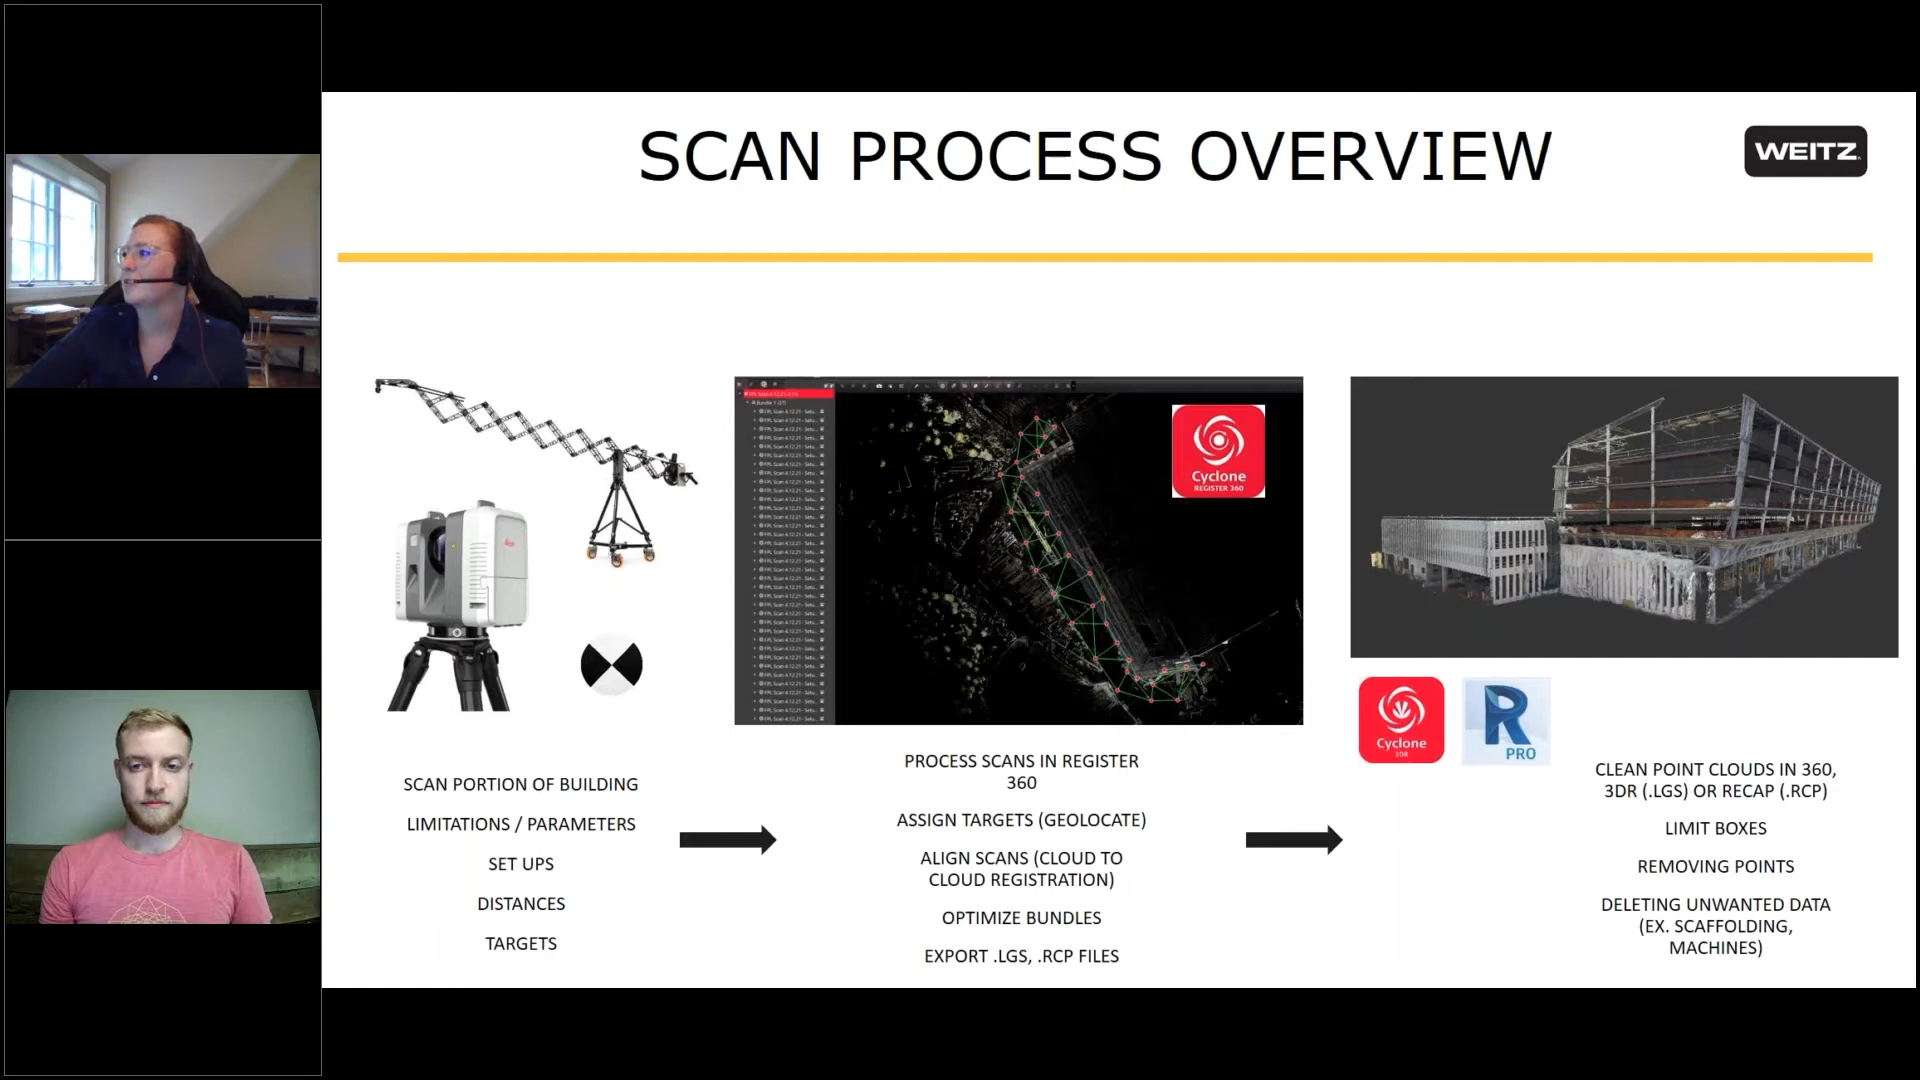 SCAN PROCESS OVERVIEW
WEITZ
Cyclone
REGISTER 360
Cyclone
3DR
PRO
SCAN PORTION OF BUILDING
LIMITATIONS / PARAMETERS
SET UPS
DISTANCES
TARGETS
PROCESS SCANS IN REGISTER
360
ASSIGN TARGETS (GEOLOCATE)
ALIGN SCANS (CLOUD TO
CLOUD REGISTRATION)
OPTIMIZE BUNDLES
EXPORT .LGS, .RCP FILES
CLEAN POINT CLOUDS IN 360,
3DR (.LGS) OR RECAP (.RCP)
LIMIT BOXES
REMOVING POINTS
DELETING UNWANTED DATA
(EX. SCAFFOLDING,
MACHINES)